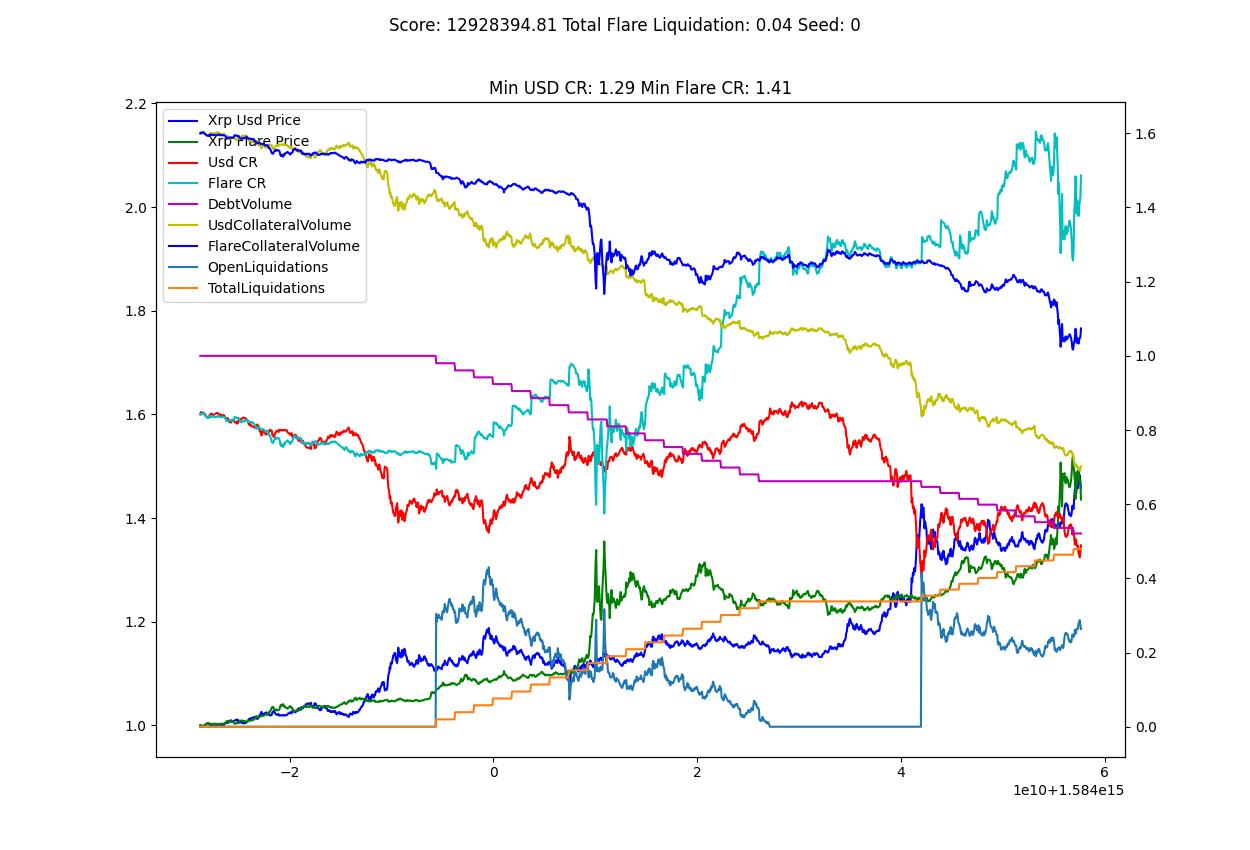 Score: 12928394.81 Total Flare Liquidation: 0.04 Seed: 0
Min USD CR: 1.29 Min Flare CR: 1.41
Xrp Usd Price
Xrp Flare Price
Usd CR
Flare CR
DebtVolume
UsdCollateralVolume
FlareCollateralVolume
OpenLiquidations
TotalLiquidations
2.2
2.0
1.8
1.6
1.4
1.2
1.0
1.6
1.4
1.2
1.0
0.8
0.6
0.4
0.2
0.0
−2
0
2
4
6
1e10+1.584e15